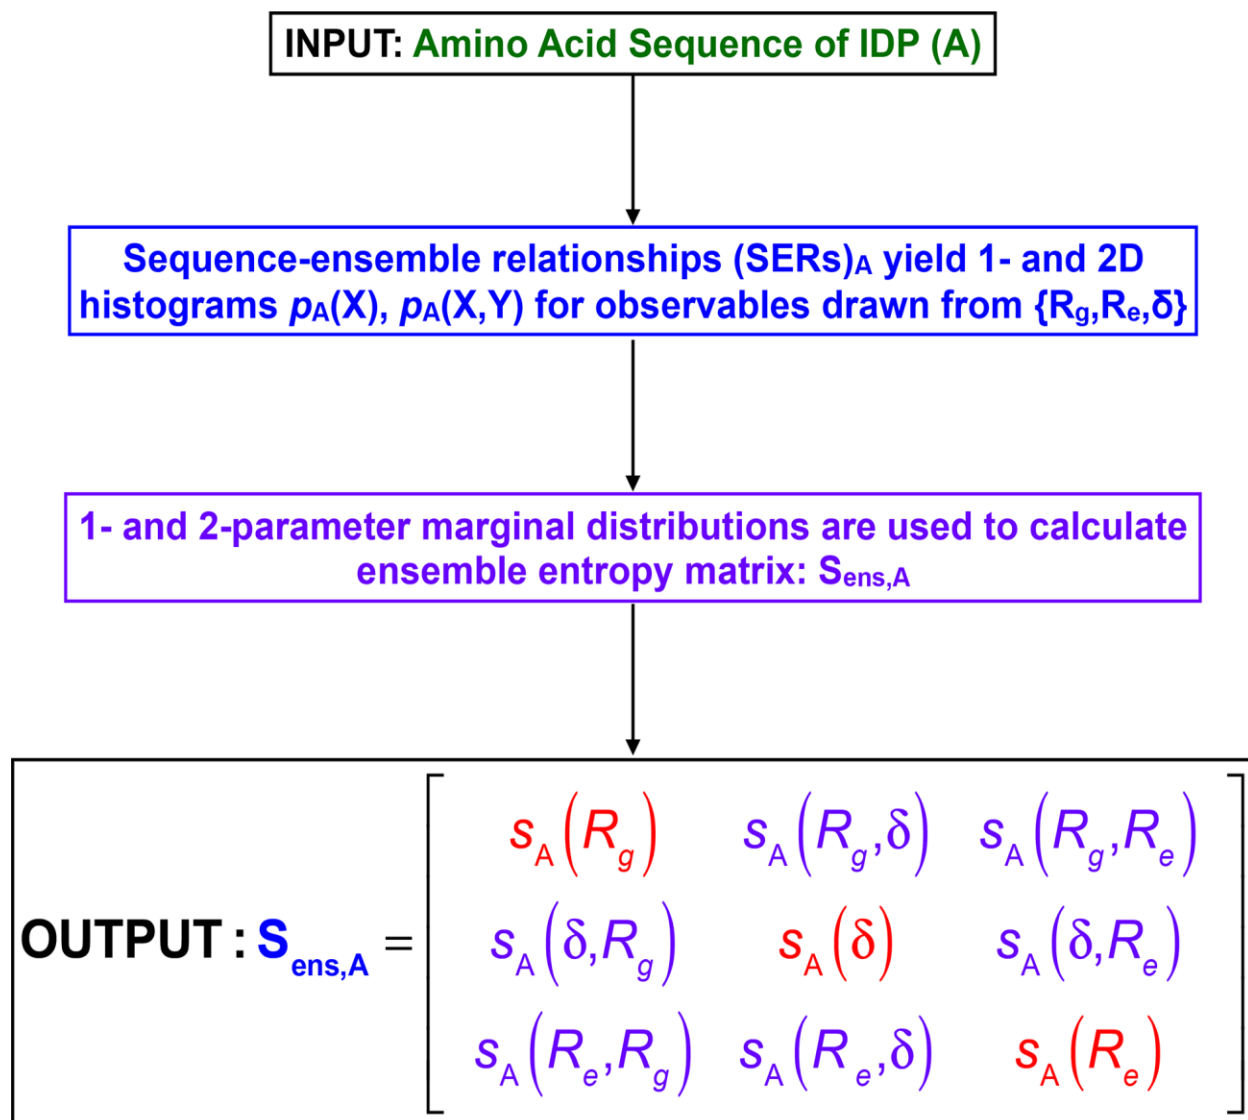 INPUT: Amino Acid Sequence of IDP (A)
Sequence-ensemble relationships (SERs)A yield 1- and 2D
histograms pA(X), pA(X,Y) for observables drawn from {Rg,Re,δ}
1- and 2-parameter marginal distributions are used to calculate
ensemble entropy matrix: Sens,A
sA(Rg) sA(Rg,δ) sA(Rg,Re)
OUTPUT : Sens,A = sA(δ,Rg) sA(δ) sA(δ,Re)
sA(Re,Rg) sA(Re,δ) sA(Re)